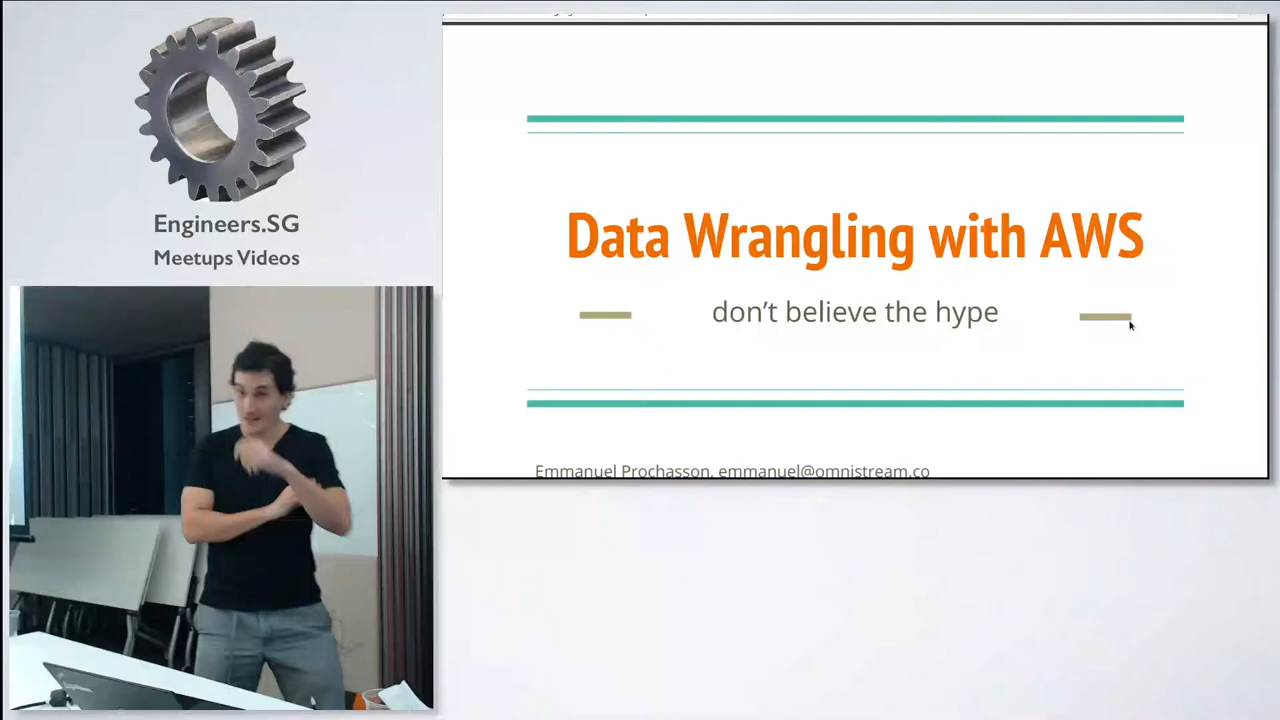 Engineers.SG
Meetups Videos
Data Wrangling with AWS
don't believe the hype
Emmanuel Prochasson, emmanuel@omnistream.co